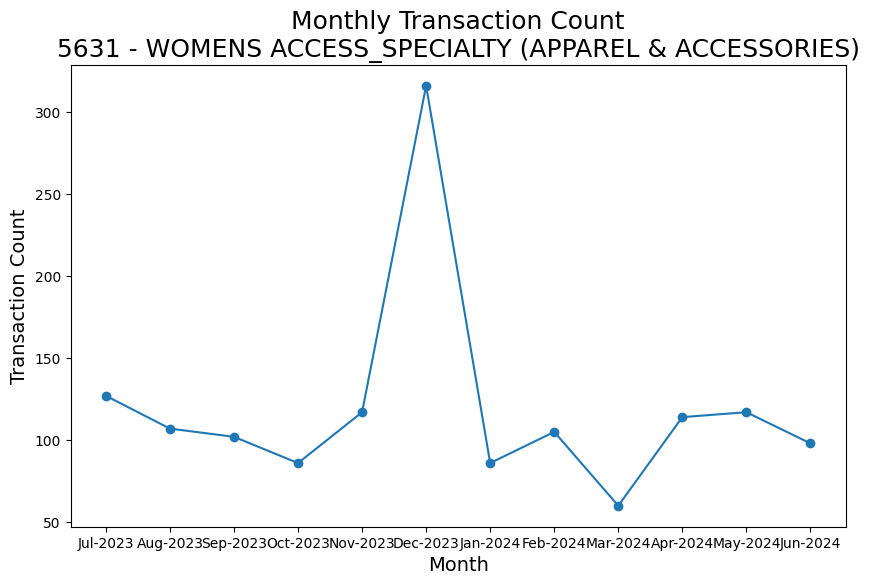 Monthly Transaction Count
5631 - WOMENS ACCESS_SPECIALTY (APPAREL & ACCESSORIES)
Transaction Count
300
250
200
150
100
50
Jul-2023 Aug-2023 Sep-2023 Oct-2023 Nov-2023 Dec-2023 Jan-2024 Feb-2024 Mar-2024 Apr-2024 May-2024 Jun-2024
Month